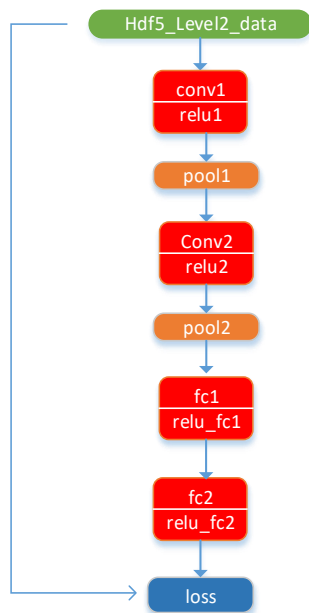 Hdf5_Level2_data
conv1
relu1
pool1
Conv2
relu2
pool2
fc1
relu_fc1
fc2
relu_fc2
loss